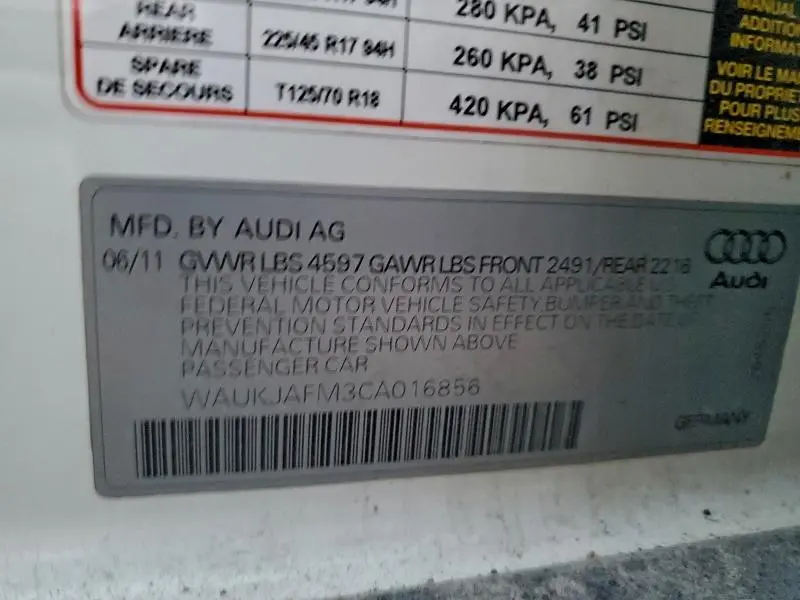 REAR 280 KPA, 41 PSI
ARRIERE 225/45 R17 94H 260 KPA, 38 PSI
SPARE
DE SECOURS T125/70 R18 420 KPA, 61 PSI
MANUAL
ADDITION
INFORMAT
VOIR LE MA
DU PROPRIET
POUR PLUS
RENSEIGNEME
MFD. BY AUDI AG
06/11 GVWR LBS 4597 GAWR LBS FRONT 2491/REAR 2216
THIS VEHICLE CONFORMS TO ALL APPLICABLE U.S.
FEDERAL MOTOR VEHICLE SAFETY, BUMPER AND THEFT
PREVENTION STANDARDS IN EFFECT ON THE DATE OF
MANUFACTURE SHOWN ABOVE
PASSENGER CAR
WAUKJAFM3CA016856
Audi
GERMANY